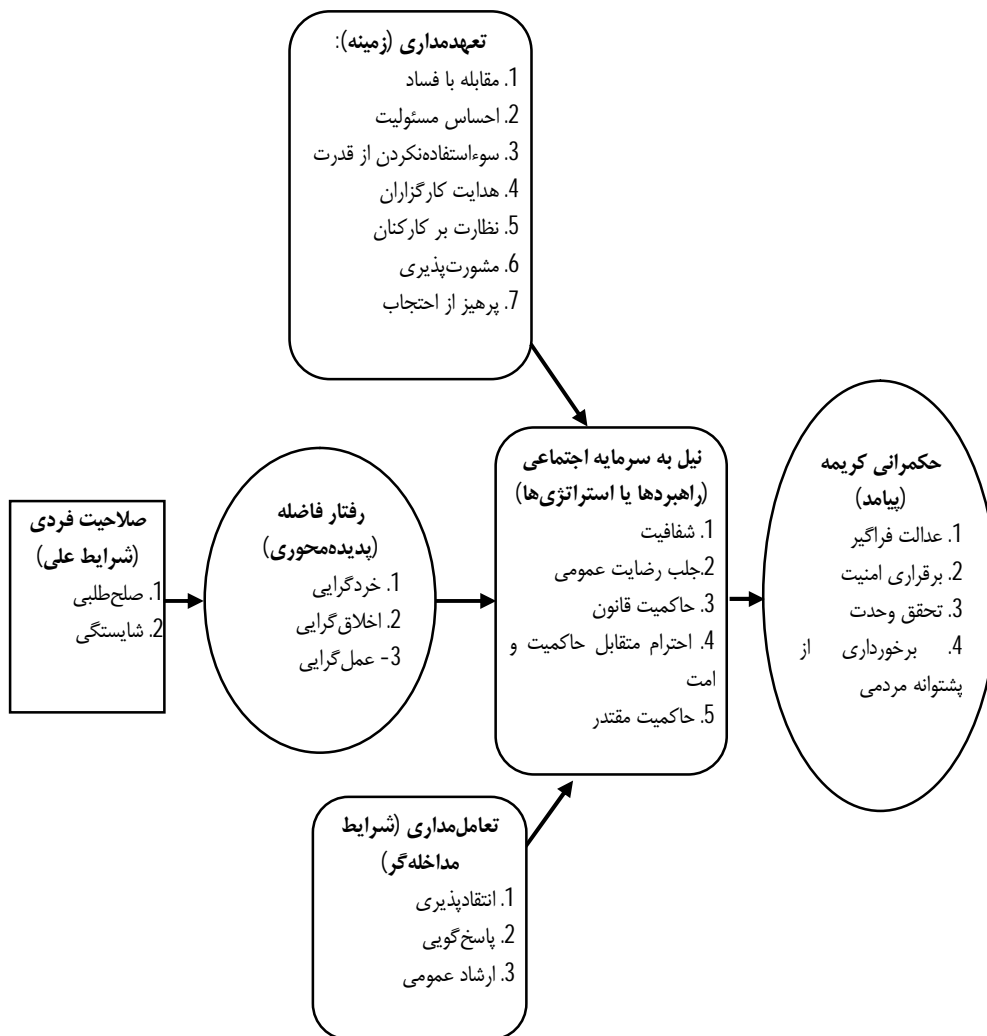 تعهدمداری (زمینه):
1. مقابله با فساد
2. احساس مسئولیت
3. سوءاستفاده‌نکردن از قدرت
4. هدایت کارگزاران
5. نظارت بر کارکنان
6. مشورت‌پذیری
7. پرهیز از احتجاب
صلاحیت فردی
(شرایط علی)
1. صلح‌طلبی
2. شایستگی
رفتار فاضله
(پدیده‌محوری)
1. خردگرایی
2. اخلاق‌گرایی
3- عمل‌گرایی
نیل به سرمایه اجتماعی
(راهبردها یا استراتژی‌ها)
1. شفافیت
2.جلب رضایت عمومی
3. حاکمیت قانون
4. احترام متقابل حاکمیت و
امت
5. حاکمیت مقتدر
حکمرانی کریمه
(پیامد)
1. عدالت فراگیر
2. برقراری امنیت
3. تحقق وحدت
4. برخورداری از
پشتوانه مردمی
تعامل‌مداری (شرایط
مداخله‌گر)
1. انتقادپذیری
2. پاسخ‌گویی
3. ارشاد عمومی